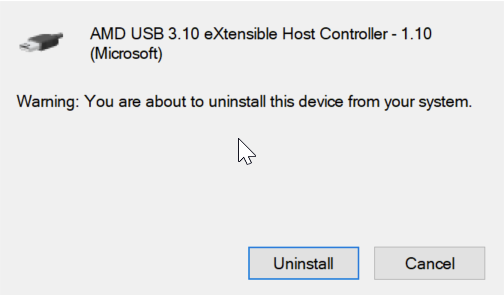 AMD USB 3.10 eXtensible Host Controller - 1.10
(Microsoft)
Warning: You are about to uninstall this device from your system.
Uninstall
Cancel